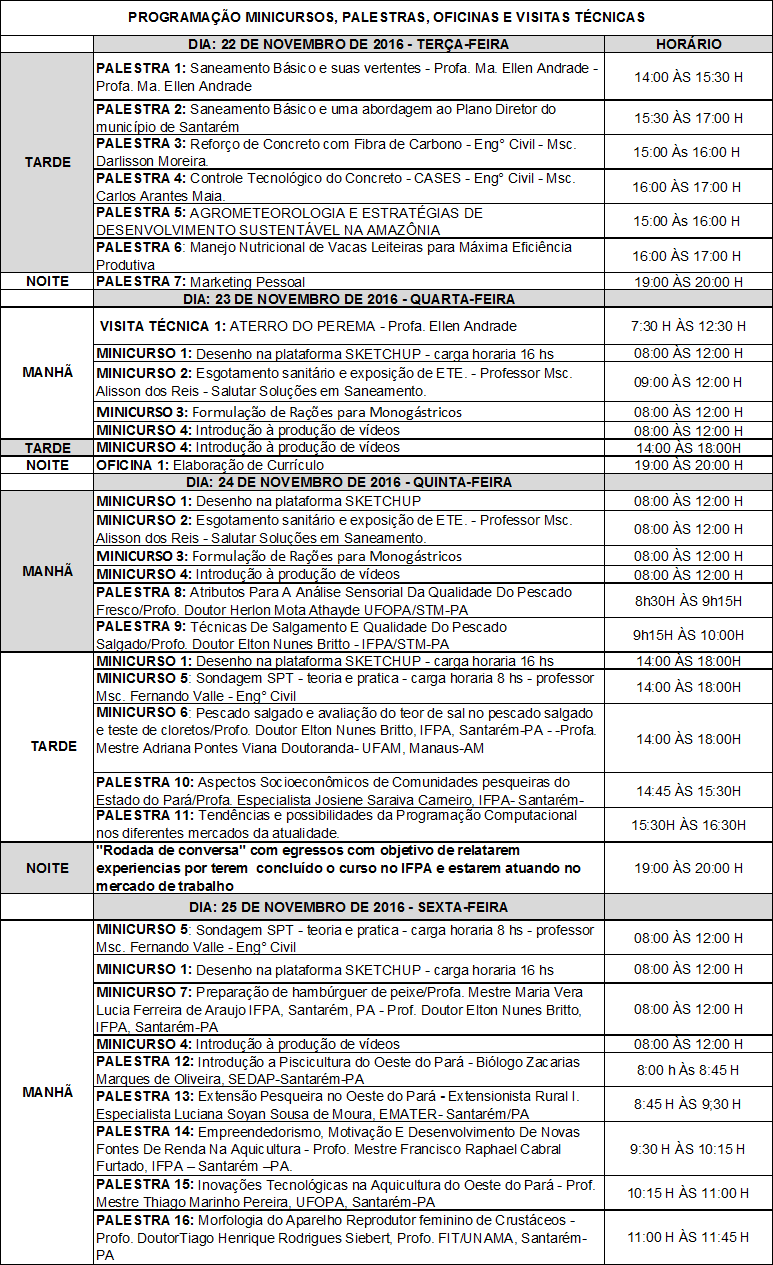 PROGRAMAÇÃO MINICURSOS, PALESTRAS, OFICINAS E VISITAS TÉCNICAS
DIA: 22 DE NOVEMBRO DE 2016 - TERÇA-FEIRA HORÁRIO
TARDE
PALESTRA 1: Saneamento Básico e suas vertentes - Profa. Ma. Ellen Andrade -
Profa. Ma. Ellen Andrade
14:00 ÀS 15:30 H
PALESTRA 2: Saneamento Básico e uma abordagem ao Plano Diretor do
município de Santarém
15:30 ÀS 17:00 H
PALESTRA 3: Reforço de Concreto com Fibra de Carbono - Eng° Civil - Msc.
Darlisson Moreira.
15:00 Às 16:00 H
PALESTRA 4: Controle Tecnológico do Concreto - CASES - Eng° Civil - Msc.
Carlos Arantes Maia.
16:00 ÀS 17:00 H
PALESTRA 5: AGROMETEOROLOGIA E ESTRATÉGIAS DE
DESENVOLVIMENTO SUSTENTÁVEL NA AMAZÔNIA
15:00 Às 16:00 H
PALESTRA 6: Manejo Nutricional de Vacas Leiteiras para Máxima Eficiência
Produtiva
16:00 ÀS 17:00 H
NOITE PALESTRA 7: Marketing Pessoal 19:00 ÀS 20:00 H
DIA: 23 DE NOVEMBRO DE 2016 - QUARTA-FEIRA
MANHÃ
VISITA TÉCNICA 1: ATERRO DO PEREMA - Profa. Ellen Andrade 7:30 H ÀS 12:30 H
MINICURSO 1: Desenho na plataforma SKETCHUP - carga horaria 16 hs 08:00 ÀS 12:00 H
MINICURSO 2: Esgotamento sanitário e exposição de ETE. - Professor Msc.
Alisson dos Reis - Salutar Soluções em Saneamento.
09:00 ÀS 12:00 H
MINICURSO 3: Formulação de Rações para Monogástricos 08:00 ÀS 12:00 H
MINICURSO 4: Introdução à produção de vídeos 08:00 ÀS 12:00 H
TARDE MINICURSO 4: Introdução à produção de vídeos 14:00 ÀS 18:00H
NOITE OFICINA 1: Elaboração de Currículo 19:00 ÀS 20:00 H
DIA: 24 DE NOVEMBRO DE 2016 - QUINTA-FEIRA
MANHÃ
MINICURSO 1: Desenho na plataforma SKETCHUP 08:00 ÀS 12:00 H
MINICURSO 2: Esgotamento sanitário e exposição de ETE. - Professor Msc.
Alisson dos Reis - Salutar Soluções em Saneamento.
08:00 ÀS 12:00 H
MINICURSO 3: Formulação de Rações para Monogástricos 08:00 ÀS 12:00 H
MINICURSO 4: Introdução à produção de vídeos 08:00 ÀS 12:00 H
PALESTRA 8: Atributos Para A Análise Sensorial Da Qualidade Do Pescado
Fresco/Profo. Doutor Herlon Mota Athayde UFOPA/STM-PA
8h30H ÀS 9h15H
PALESTRA 9: Técnicas De Salgamento E Qualidade Do Pescado
Salgado/Profo. Doutor Elton Nunes Britto - IFPA/STM-PA
9h15H ÀS 10:00H
TARDE
MINICURSO 1: Desenho na plataforma SKETCHUP - carga horaria 16 hs 14:00 ÀS 18:00H
MINICURSO 5: Sondagem SPT - teoria e pratica - carga horaria 8 hs - professor
Msc. Fernando Valle - Eng° Civil
14:00 ÀS 18:00H
MINICURSO 6: Pescado salgado e avaliação do teor de sal no pescado salgado
e teste de cloretos/Profo. Doutor Elton Nunes Britto, IFPA, Santarém-PA - -Profa.
Mestre Adriana Pontes Viana Doutoranda- UFAM, Manaus-AM
14:00 ÀS 18:00H
PALESTRA 10: Aspectos Socioeconômicos de Comunidades pesqueiras do
Estado do Pará/Profa. Especialista Josiene Saraiva Carneiro, IFPA- Santarém-
14:45 ÀS 15:30H
PALESTRA 11: Tendências e possibilidades da Programação Computacional
nos diferentes mercados da atualidade.
15:30H ÀS 16:30H
NOITE
"Rodada de conversa" com egressos com objetivo de relatarem
experiencias por terem concluído o curso no IFPA e estarem atuando no
mercado de trabalho
19:00 ÀS 20:00 H
DIA: 25 DE NOVEMBRO DE 2016 - SEXTA-FEIRA
MANHÃ
MINICURSO 5: Sondagem SPT - teoria e pratica - carga horaria 8 hs - professor
Msc. Fernando Valle - Eng° Civil
08:00 ÀS 12:00 H
MINICURSO 1: Desenho na plataforma SKETCHUP - carga horaria 16 hs 08:00 ÀS 12:00 H
MINICURSO 7: Preparação de hambúrguer de peixe/Profa. Mestre Maria Vera
Lucia Ferreira de Araujo IFPA, Santarém, PA - Prof. Doutor Elton Nunes Britto,
IFPA, Santarém-PA
08:00 ÀS 12:00 H
MINICURSO 4: Introdução à produção de vídeos 08:00 ÀS 12:00 H
PALESTRA 12: Introdução a Piscicultura do Oeste do Pará - Biólogo Zacarias
Marques de Oliveira, SEDAP-Santarém-PA
8:00 h Às 8:45 H
PALESTRA 13: Extensão Pesqueira no Oeste do Pará - Extensionista Rural I.
Especialista Luciana Soyan Sousa de Moura, EMATER- Santarém/PA
8:45 H ÀS 9;30 H
PALESTRA 14: Empreendedorismo, Motivação E Desenvolvimento De Novas
Fontes De Renda Na Aquicultura - Profo. Mestre Francisco Raphael Cabral
Furtado, IFPA – Santarém –PA.
9:30 H ÀS 10:15 H
PALESTRA 15: Inovações Tecnológicas na Aquicultura do Oeste do Pará - Prof.
Mestre Thiago Marinho Pereira, UFOPA, Santarém-PA
10:15 H ÀS 11:00 H
PALESTRA 16: Morfologia do Aparelho Reprodutor feminino de Crustáceos -
Profo. DoutorTiago Henrique Rodrigues Siebert, Profo. FIT/UNAMA, Santarém-
PA
11:00 H ÀS 11:45 H